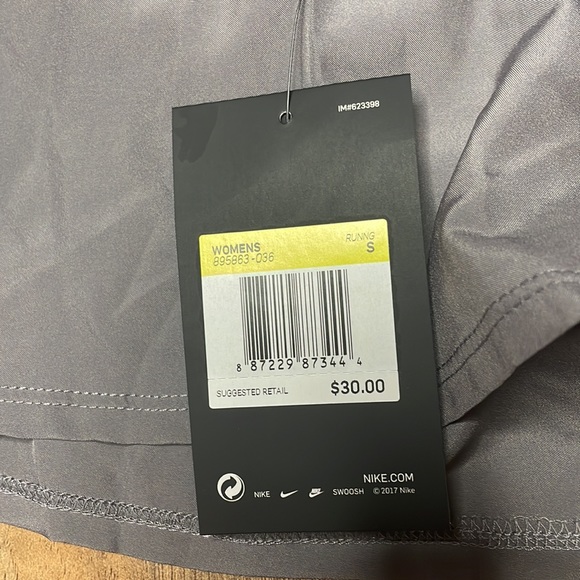 IM#623398
WOMENS RUNNG
895863-036 S
8 87229 87344 4
SUGGESTED RETAIL $30.00
NIKE.COM
NIKE SWOOSH © 2017 Nike